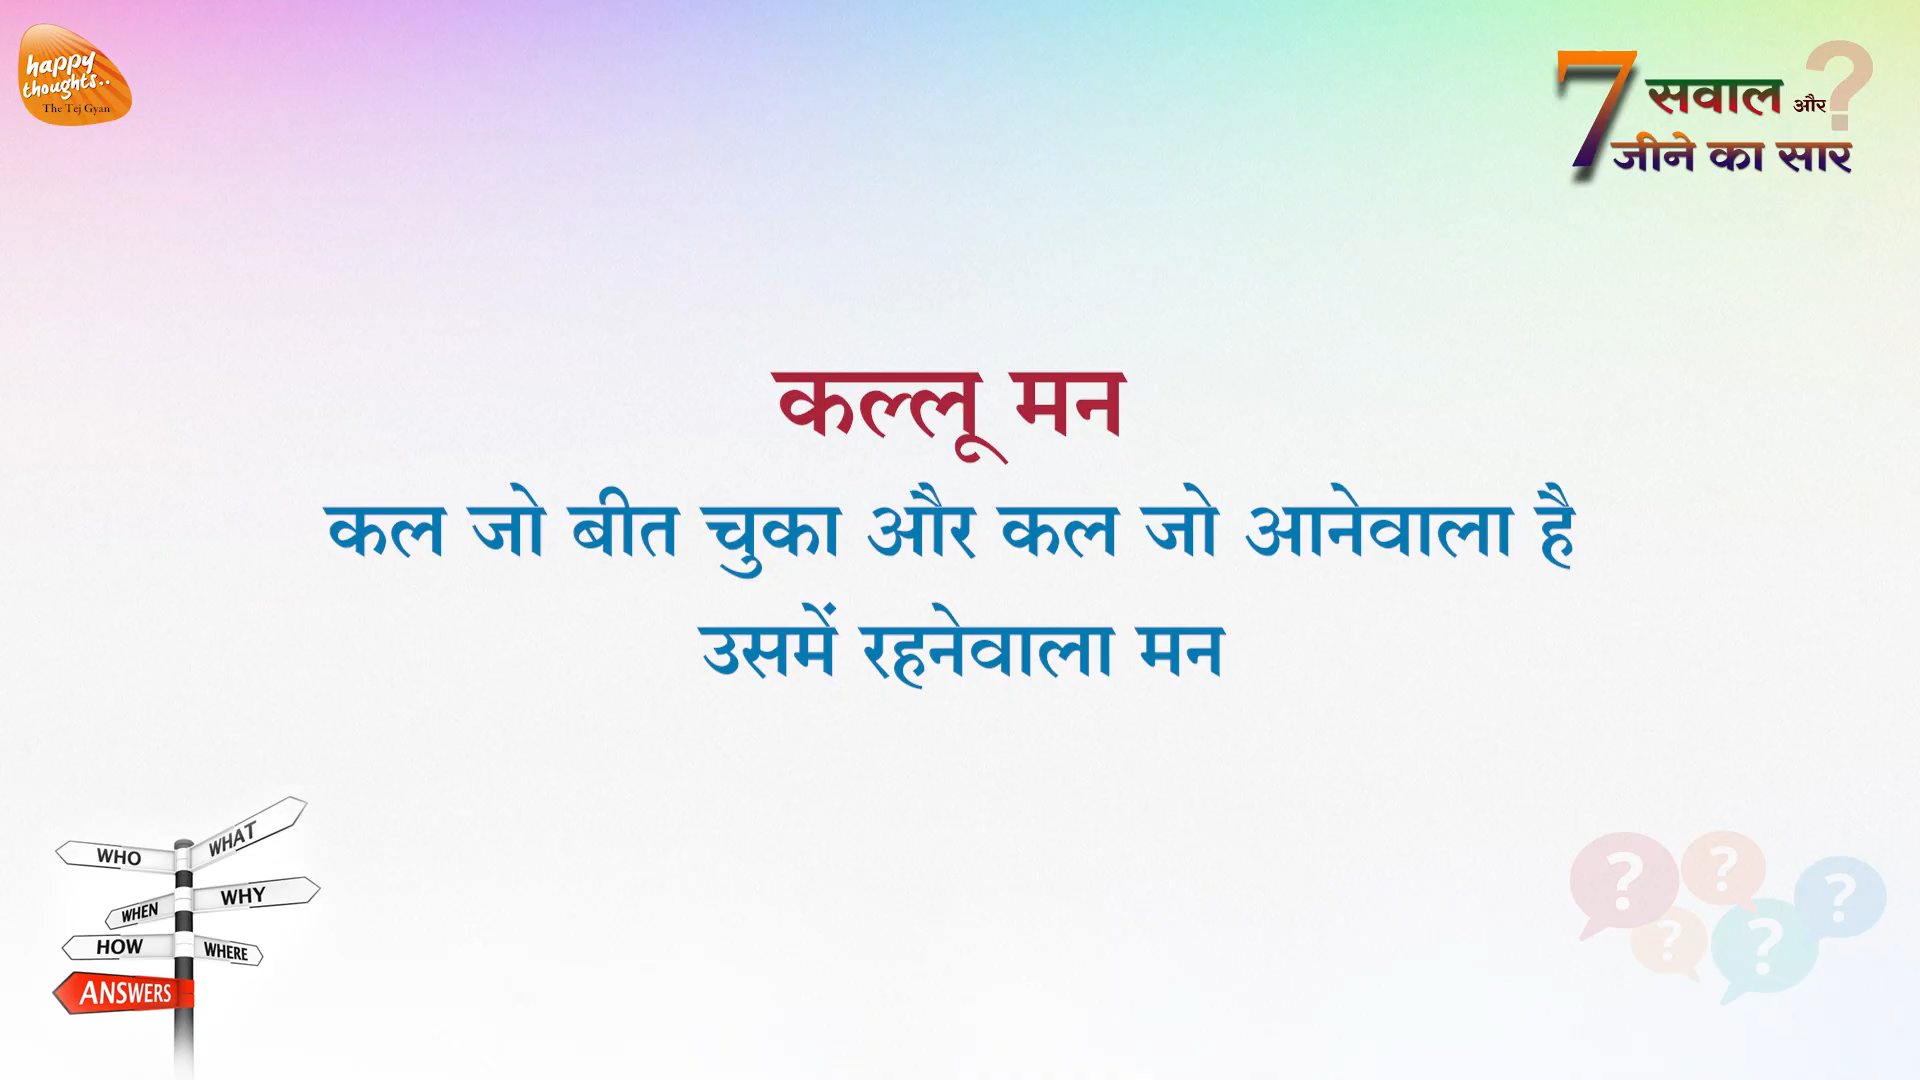 happy
thoughts..
The Tej Gyan
7 सवाल और ?
जीने का सार
कल्लू मन
कल जो बीत चुका और कल जो आनेवाला है
उसमें रहनेवाला मन
WHO
WHAT
WHEN
WHY
HOW
WHERE
ANSWERS
? ? ? ? ?